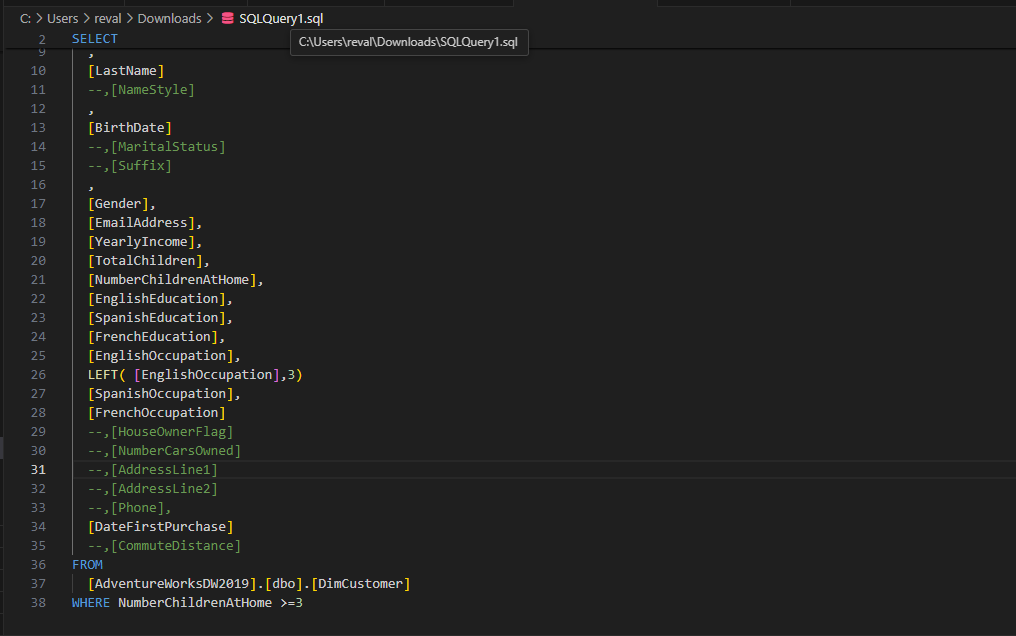 C: > Users > reval > Downloads > SQLQuery1.sql
C:\Users\reval\Downloads\SQLQuery1.sql
2 SELECT
9 ,
10 [LastName]
11 --,[NameStyle]
12 ,
13 [BirthDate]
14 --,[MaritalStatus]
15 --,[Suffix]
16 ,
17 [Gender],
18 [EmailAddress],
19 [YearlyIncome],
20 [TotalChildren],
21 [NumberChildrenAtHome],
22 [EnglishEducation],
23 [SpanishEducation],
24 [FrenchEducation],
25 [EnglishOccupation],
26 LEFT( [EnglishOccupation],3)
27 [SpanishOccupation],
28 [FrenchOccupation]
29 --,[HouseOwnerFlag]
30 --,[NumberCarsOwned]
31 --,[AddressLine1]
32 --,[AddressLine2]
33 --,[Phone],
34 [DateFirstPurchase]
35 --,[CommuteDistance]
36 FROM
37 [AdventureWorksDW2019].[dbo].[DimCustomer]
38 WHERE NumberChildrenAtHome >=3